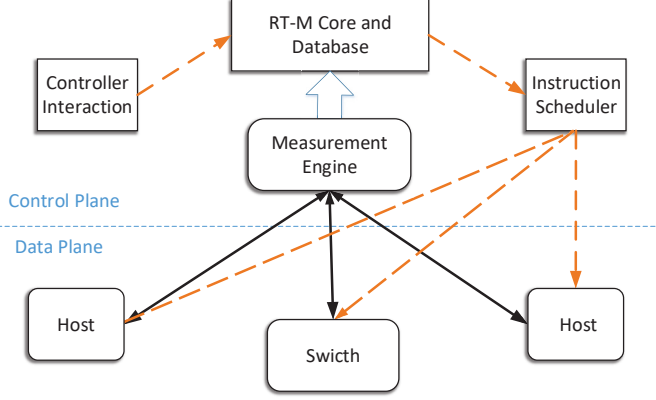 RT-M Core and
Database
Controller
Interaction
Instruction
Scheduler
Measurement
Engine
Control Plane
Data Plane
Host
Swicth
Host